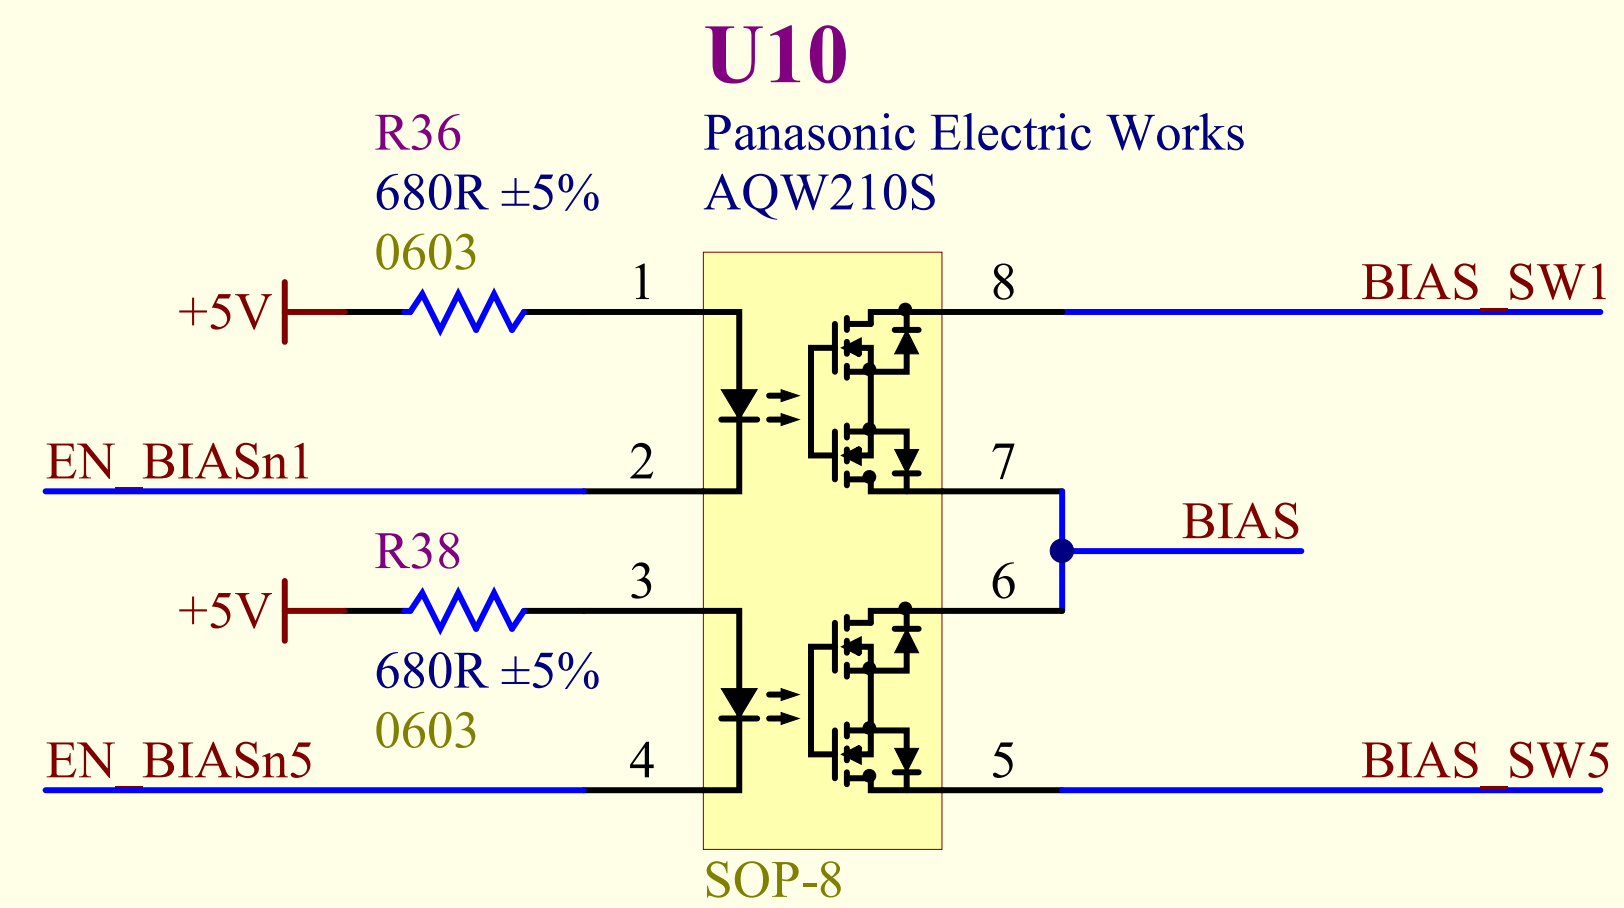 U10
R36
Panasonic Electric Works
680R ±5%
AQW210S
0603
+5V
1
8
BIAS_SW1
EN_BIASn1
2
7
BIAS
R38
+5V
3
6
680R ±5%
0603
EN_BIASn5
4
5
BIAS_SW5
SOP-8